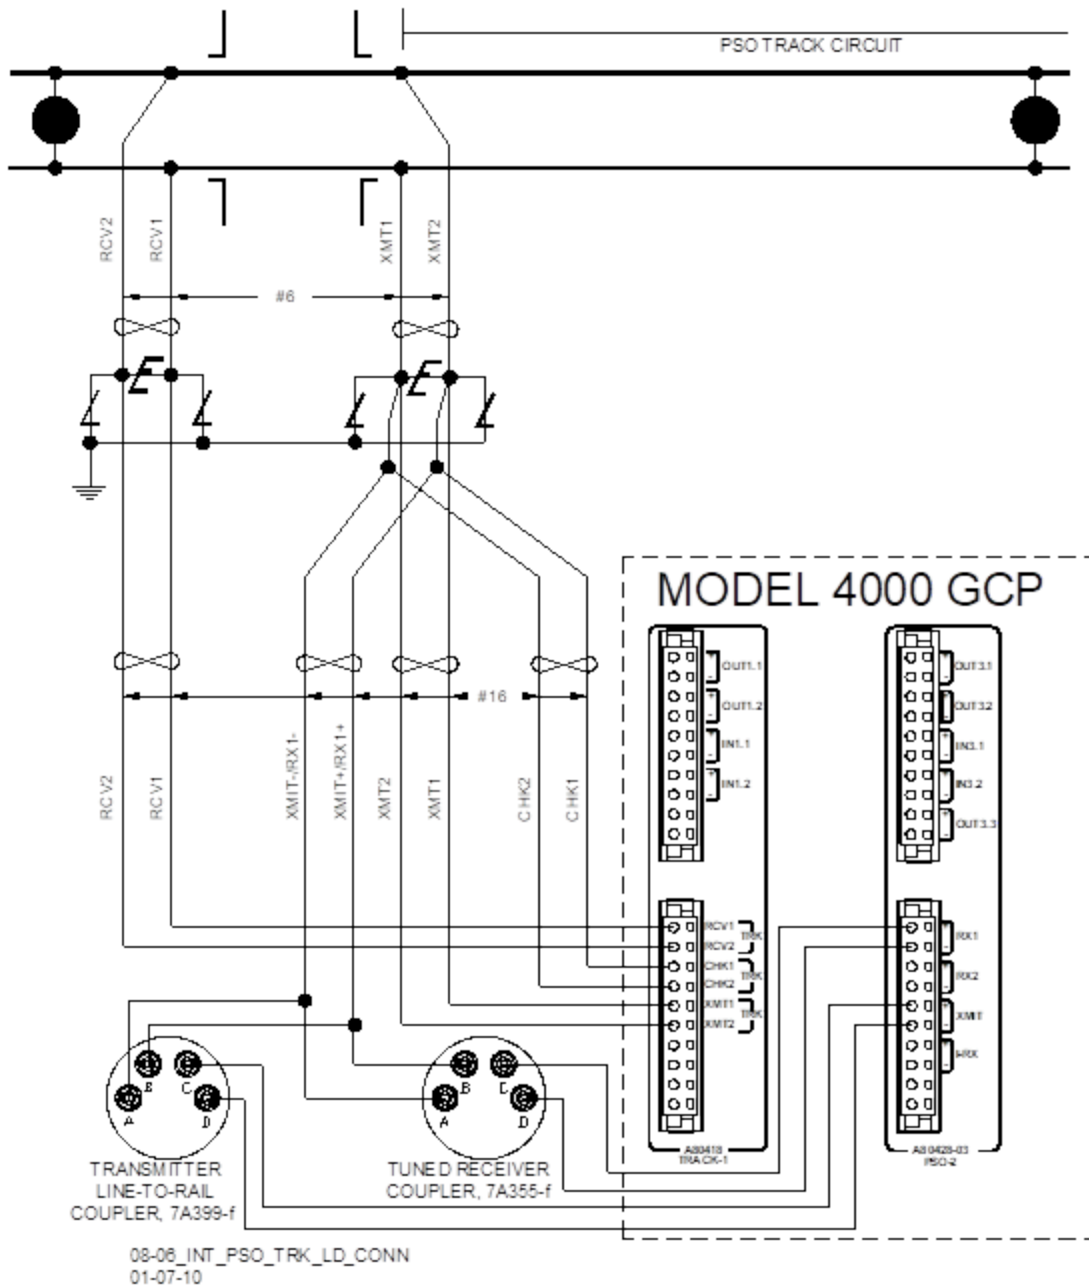 PSO TRACK CIRCUIT
RCV2
RCV1
XMT1
XMT2
#6
MODEL 4000 GCP
OUT1.1
OUT1.2
IN1.1
IN1.2
OUT3.1
OUT3.2
IN3.1
IN3.2
OUT3.3
#16
RCV2
RCV1
XMIT-/RX1-
XMIT+/RX1+
XMT2
XMT1
CHK2
CHK1
RCV1
RCV2
TRK
CHK1
CHK2
TRK
XMT1
XMT2
TRK
RX1
RX2
XMIT
A
B
C
D
A
B
C
D
A80418
TRACK-1
A80428-03
PSO-2
TRANSMITTER
LINE-TO-RAIL
COUPLER, 7A399-f
TUNED RECEIVER
COUPLER, 7A355-f
08-06_INT_PSO_TRK_LD_CONN
01-07-10